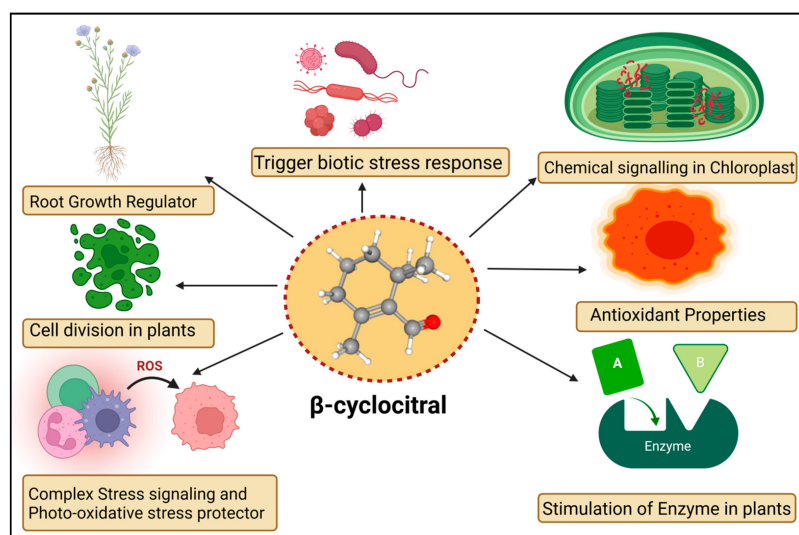 Root Growth Regulator
Trigger biotic stress response
Chemical signalling in Chloroplast
Cell division in plants
Antioxidant Properties
ROS
β-cyclocitral
A
B
Enzyme
Complex Stress signaling and
Photo-oxidative stress protector
Stimulation of Enzyme in plants